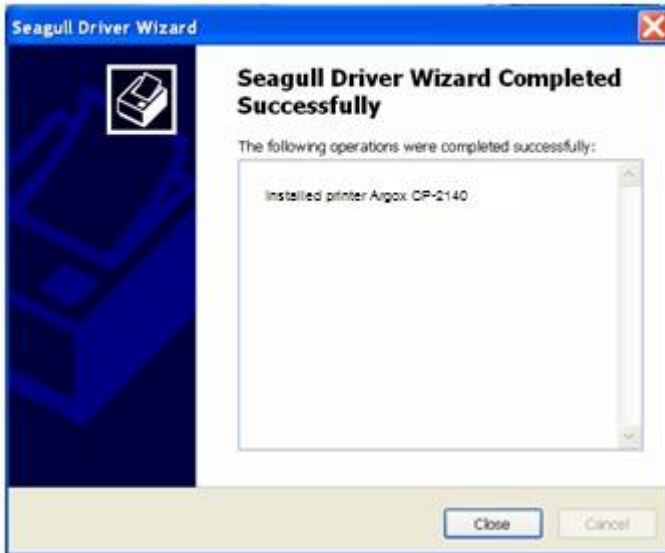 Seagull Driver Wizard
Seagull Driver Wizard Completed
Successfully
The following operations were completed successfully:
Installed printer Argox CP-2140
Close
Cancel